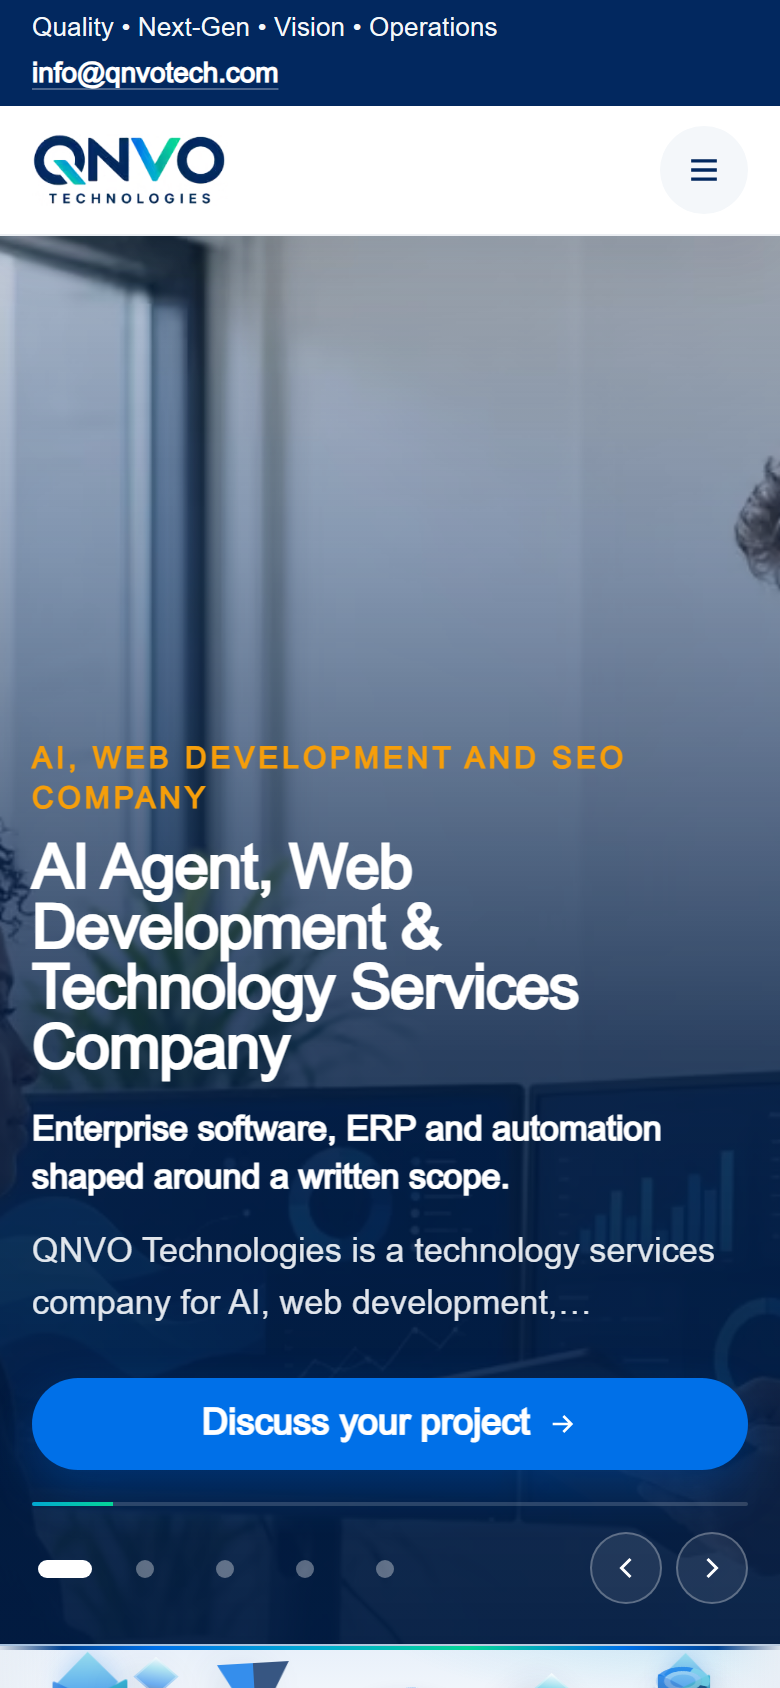 Quality • Next-Gen • Vision • Operations
info@qnvotech.com
QNVO
TECHNOLOGIES
AI, WEB DEVELOPMENT AND SEO
COMPANY
AI Agent, Web
Development &
Technology Services
Company
Enterprise software, ERP and automation
shaped around a written scope.
QNVO Technologies is a technology services
company for AI, web development,…
Discuss your project →